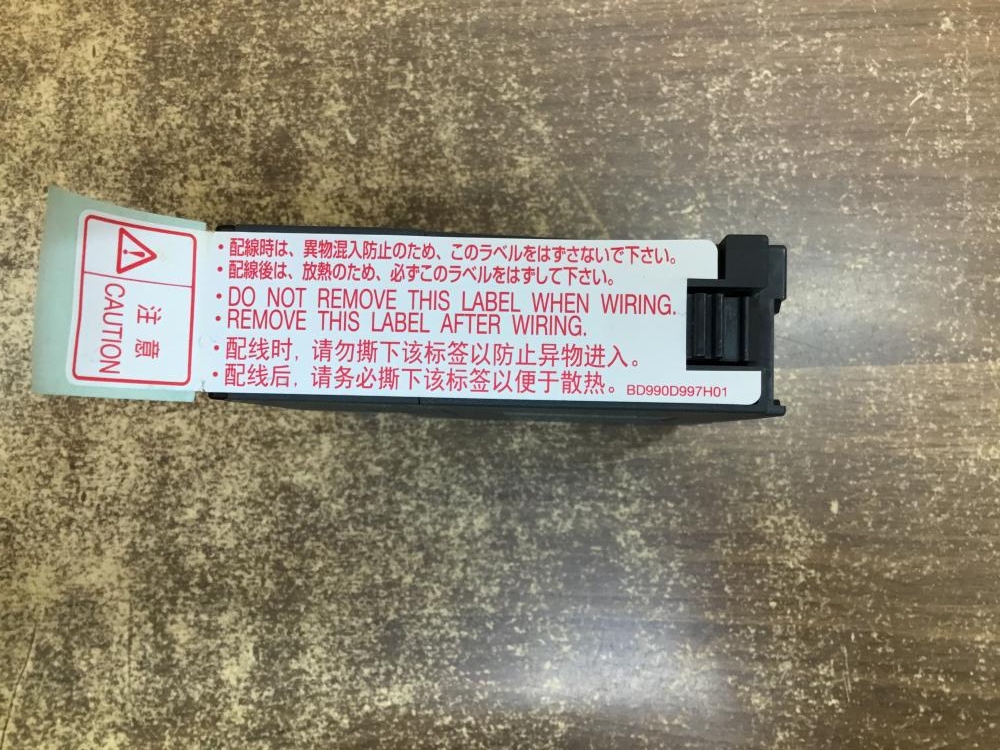 注意
CAUTION
・配線時は、異物混入防止のため、このラベルをはずさないで下さい。
・配線後は、放熱のため、必ずこのラベルをはずして下さい。
・DO NOT REMOVE THIS LABEL WHEN WIRING.
・REMOVE THIS LABEL AFTER WIRING.
・配线时，请勿撕下该标签以防止异物进入。
・配线后，请务必撕下该标签以便于散热。
BD990D997H01